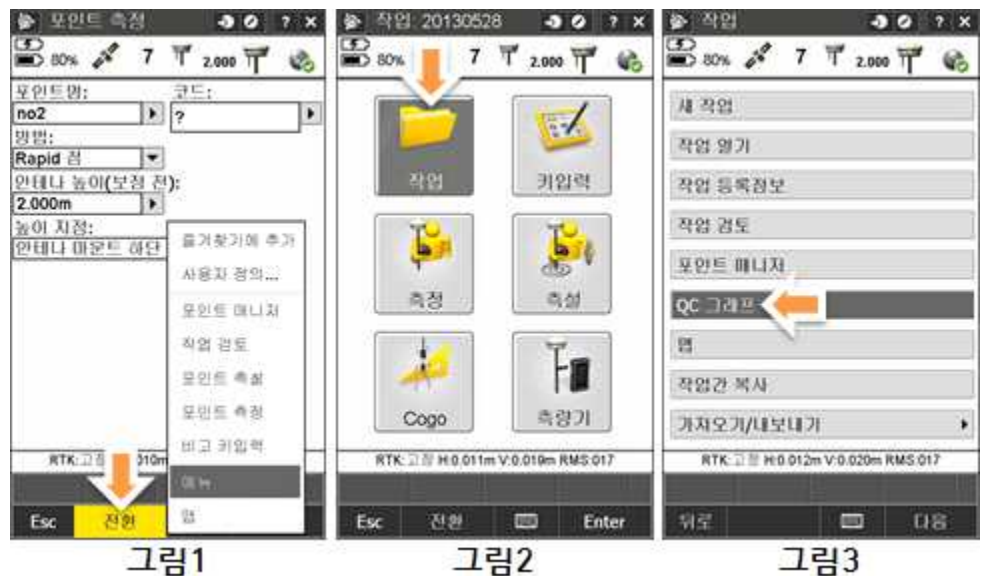 포인트 측정 ? ×
80% 7 2.000
포인트명: 코드:
no2 ?
방법:
Rapid 점
안테나 높이(보정 전):
2.000m
높이 지정:
안테나 마운트 하단
즐겨찾기에 추가
사용자 정의...
포인트 매니저
작업 검토
포인트 측설
포인트 측정
비고 키입력
메뉴
맵
RTK:고정 010m
Esc 전환
그림1
작업: 20130528 ? ×
80% 7 2.000
작업 키입력
측정 측설
Cogo 측량기
RTK:고정 H:0.011m V:0.019m RMS:017
Esc 전환 Enter
그림2
작업 ? ×
80% 7 2.000
새 작업
작업 열기
작업 등록정보
작업 검토
포인트 매니저
QC 그래프
맵
작업간 복사
가져오기/내보내기
RTK:고정 H:0.012m V:0.020m RMS:017
뒤로 다음
그림3